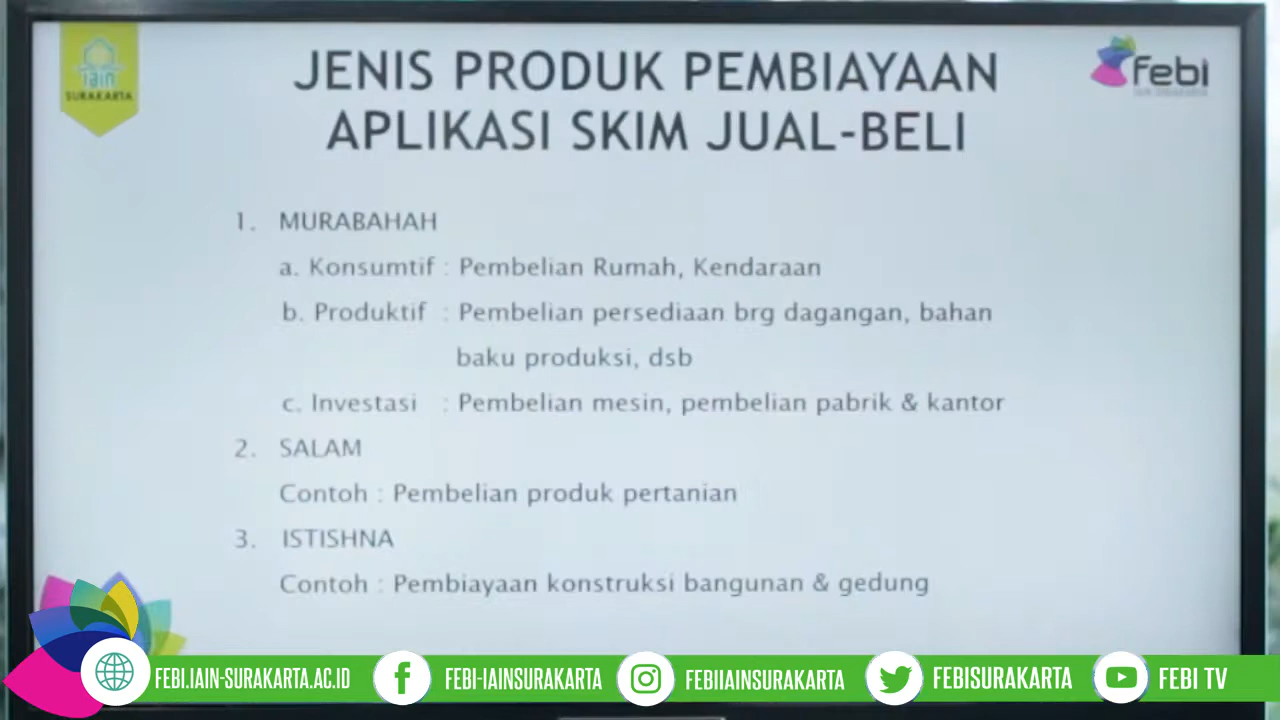 iain
SURAKARTA
febi
JENIS PRODUK PEMBIAYAAN
APLIKASI SKIM JUAL-BELI
1. MURABAHAH
a. Konsumtif : Pembelian Rumah, Kendaraan
b. Produktif : Pembelian persediaan brg dagangan, bahan
baku produksi, dsb
c. Investasi : Pembelian mesin, pembelian pabrik & kantor
2. SALAM
Contoh : Pembelian produk pertanian
3. ISTISHNA
Contoh : Pembiayaan konstruksi bangunan & gedung
FEBI.IAIN-SURAKARTA.AC.ID
FEBI-IAINSURAKARTA
FEBIIAINSURAKARTA
FEBISURAKARTA
FEBI TV